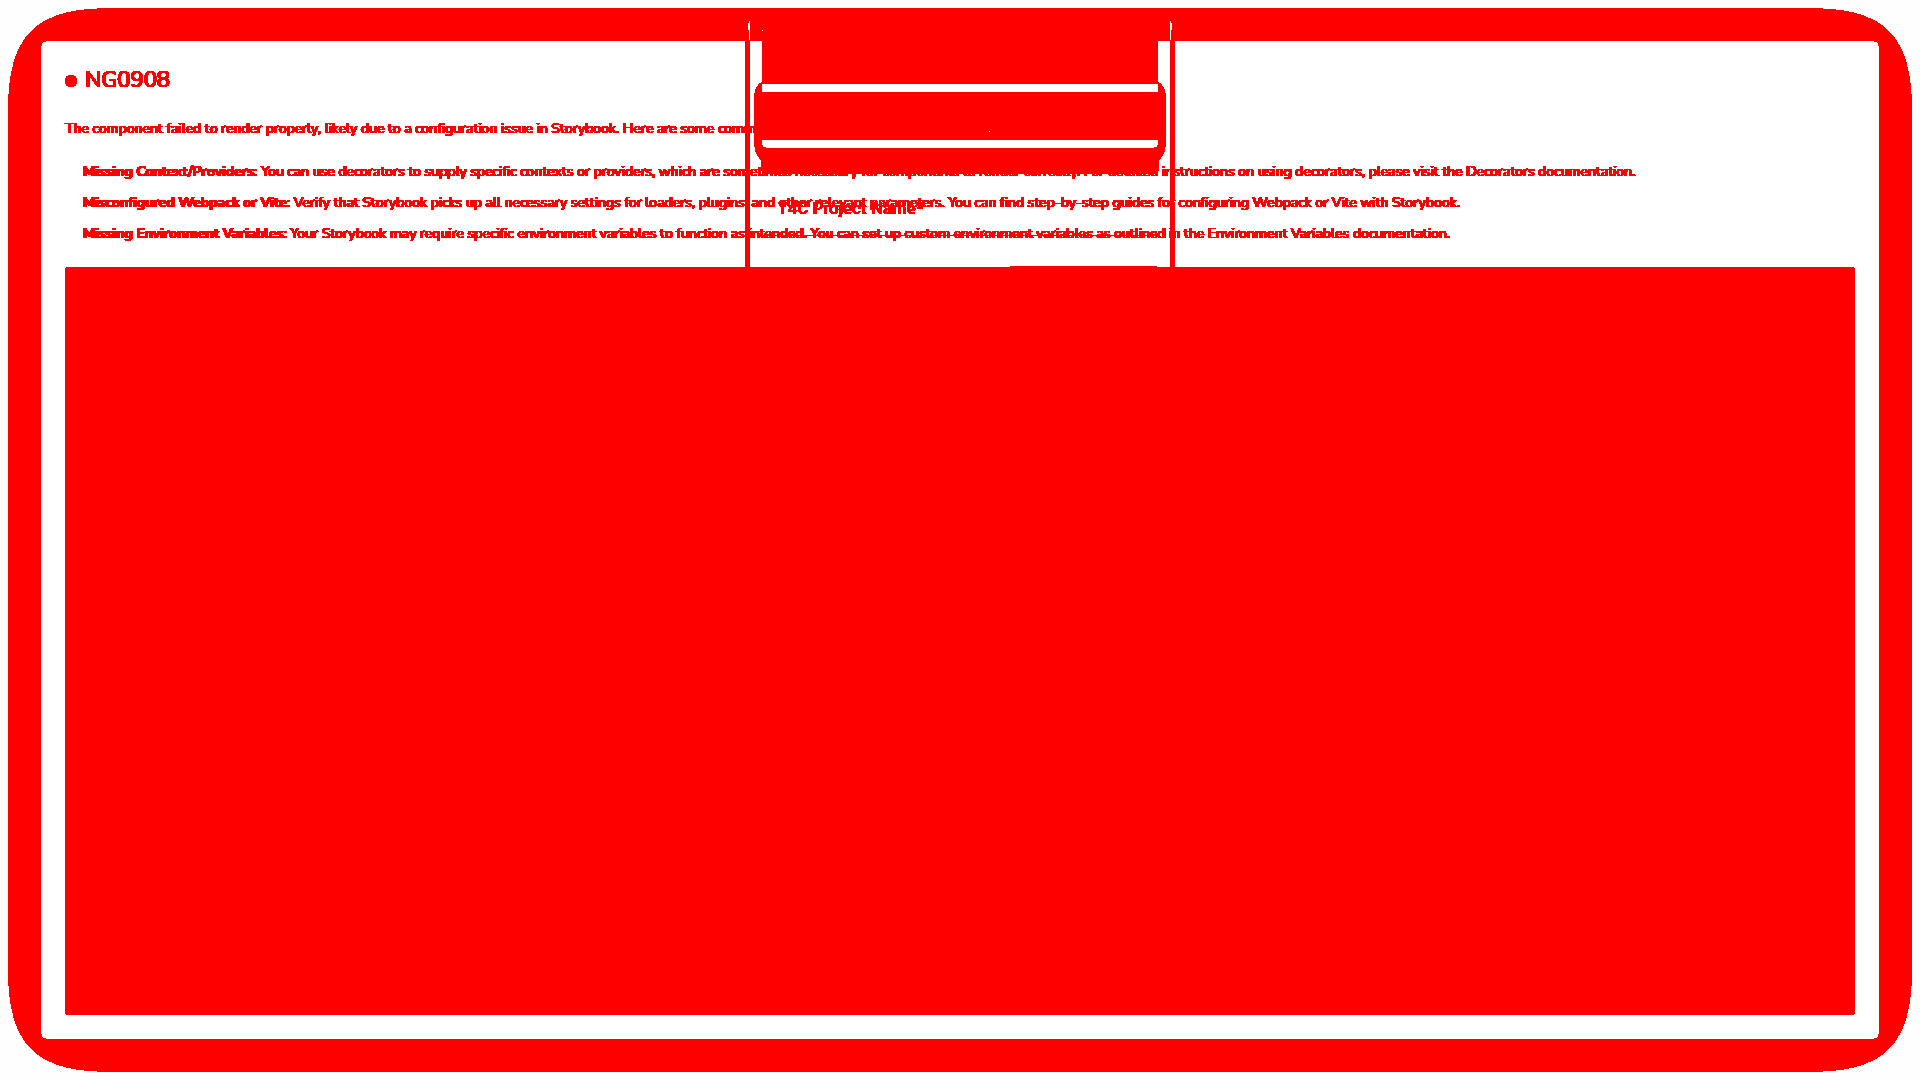 NG0908
The component failed to render properly, likely due to a configuration issue in Storybook. Here are some
Missing Context/Providers: You can use decorators to supply specific contexts or providers, which are instructions on using decorators, please visit the Decorators documentation.
Misconfigured Webpack or Vite: Verify that Storybook picks up all necessary settings for loaders, plugins, and other relevant parameters. You can find step-by-step guides for configuring Webpack or Vite with Storybook.
T4C Project Name
Missing Environment Variables: Your Storybook may require specific environment variables to function as intended. You can set up custom environment variables as outlined in the Environment Variables documentation.